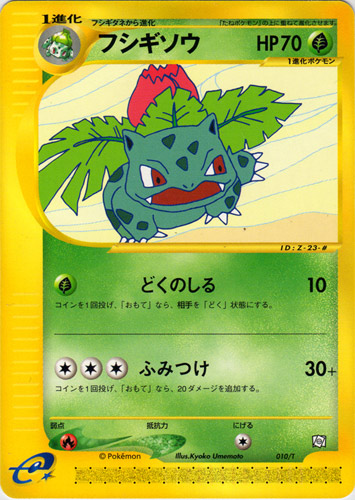 1進化
フシギダネから進化
「たねポケモン」の上に重ねて進化させます。
フシギソウ HP70
1進化ポケモン
ID:Z-23-#
どくのしる 10
コインを1回投げ、「おもて」なら、相手を「どく」状態にする。
ふみつけ 30+
コインを1回投げ、「おもて」なら、20ダメージを追加する。
弱点 抵抗力 にげる
©Pokémon Illus.Kyoko Umemoto 010/T
e